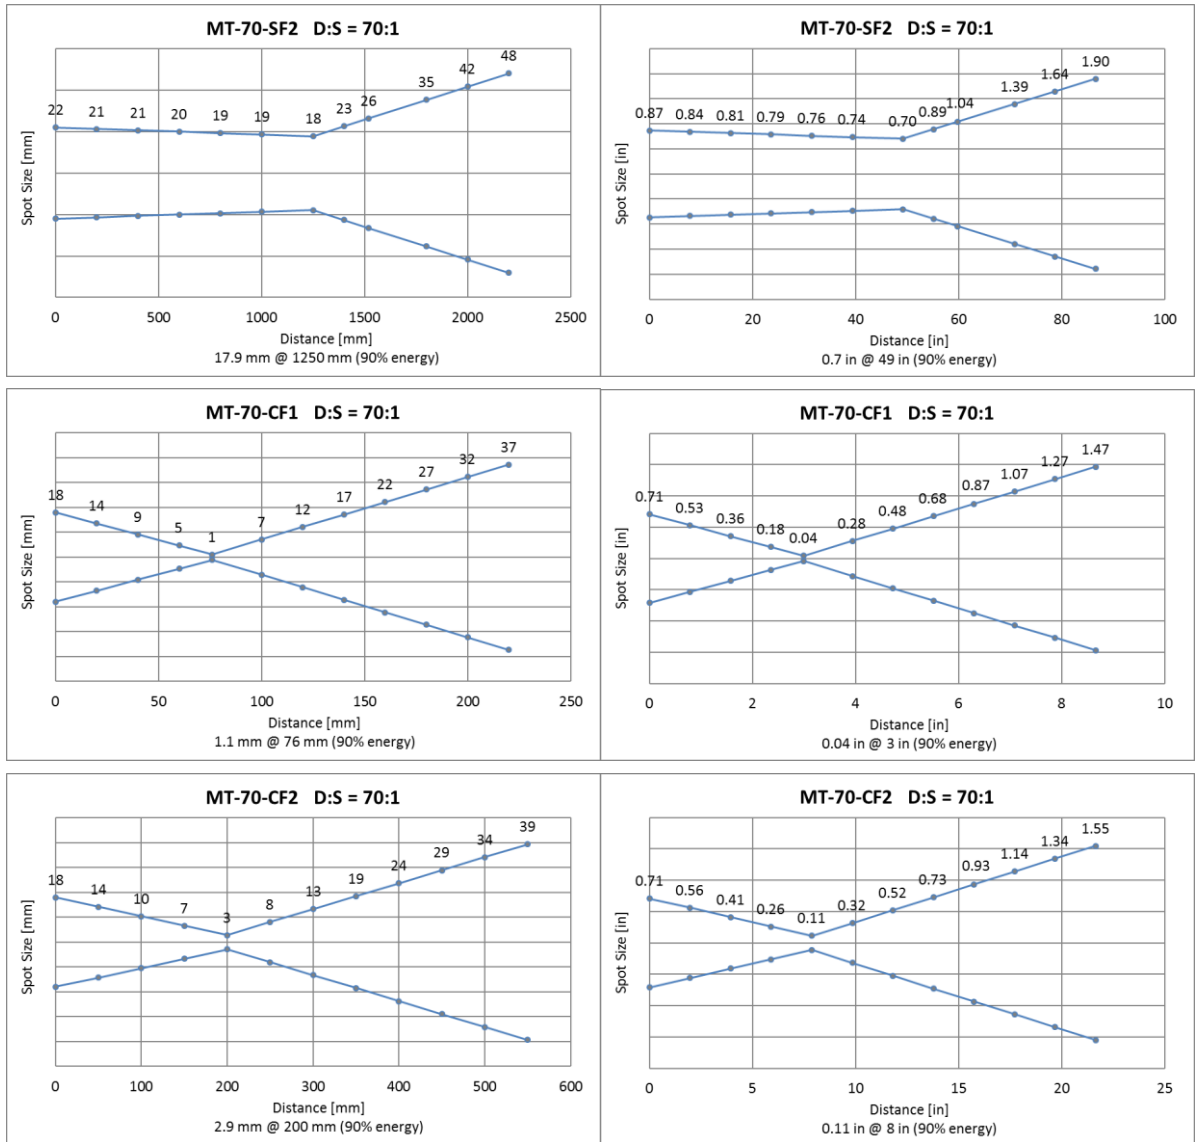 MT-70-SF2 D:S = 70:1
48
42
35
26
23
22 21 21 20 19 19 18
Spot Size [mm]
0 500 1000 1500 2000 2500
Distance [mm]
17.9 mm @ 1250 mm (90% energy)
MT-70-SF2 D:S = 70:1
1.90
1.64
1.39
1.04
0.89
0.87 0.84 0.81 0.79 0.76 0.74 0.70
Spot Size [in]
0 20 40 60 80 100
Distance [in]
0.7 in @ 49 in (90% energy)
MT-70-CF1 D:S = 70:1
37
32
27
22
18 14 9 5 1 7 12 17
Spot Size [mm]
0 50 100 150 200 250
Distance [mm]
1.1 mm @ 76 mm (90% energy)
MT-70-CF1 D:S = 70:1
1.47
1.27
1.07
0.87
0.71 0.53 0.36 0.18 0.04 0.28 0.48 0.68
Spot Size [in]
0 2 4 6 8 10
Distance [in]
0.04 in @ 3 in (90% energy)
MT-70-CF2 D:S = 70:1
39
34
29
24
18 14 10 7 3 8 13 19
Spot Size [mm]
0 100 200 300 400 500 600
Distance [mm]
2.9 mm @ 200 mm (90% energy)
MT-70-CF2 D:S = 70:1
1.55
1.34
1.14
0.93
0.71 0.56 0.41 0.26 0.11 0.32 0.52 0.73
Spot Size [in]
0 5 10 15 20 25
Distance [in]
0.11 in @ 8 in (90% energy)